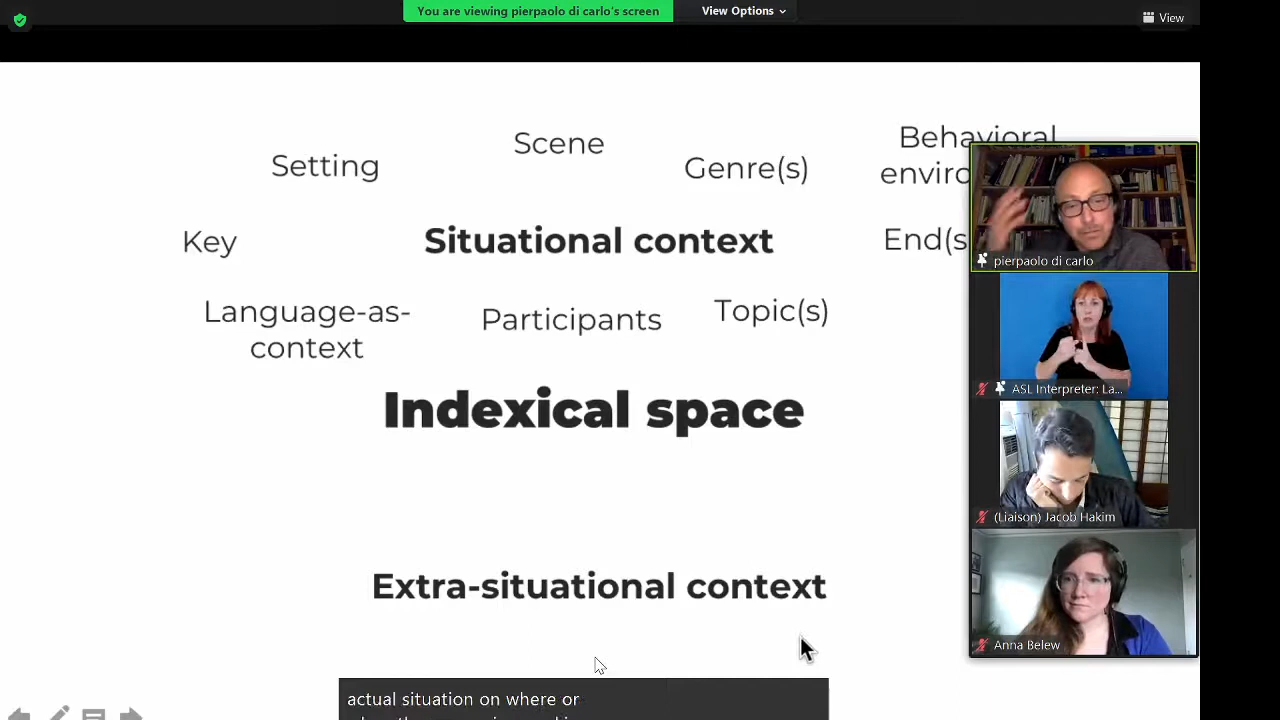 You are viewing pierpaolo di carlo's screen
View Options
View
Scene
Behavioral
Setting
Genre(s)
Key
Situational context
End(s
Language-as-
context
Participants
Topic(s)
Indexical space
Extra-situational context
pierpaolo di carlo
ASL Interpreter: La...
(Liaison) Jacob Hakim
Anna Belew
actual situation on where or